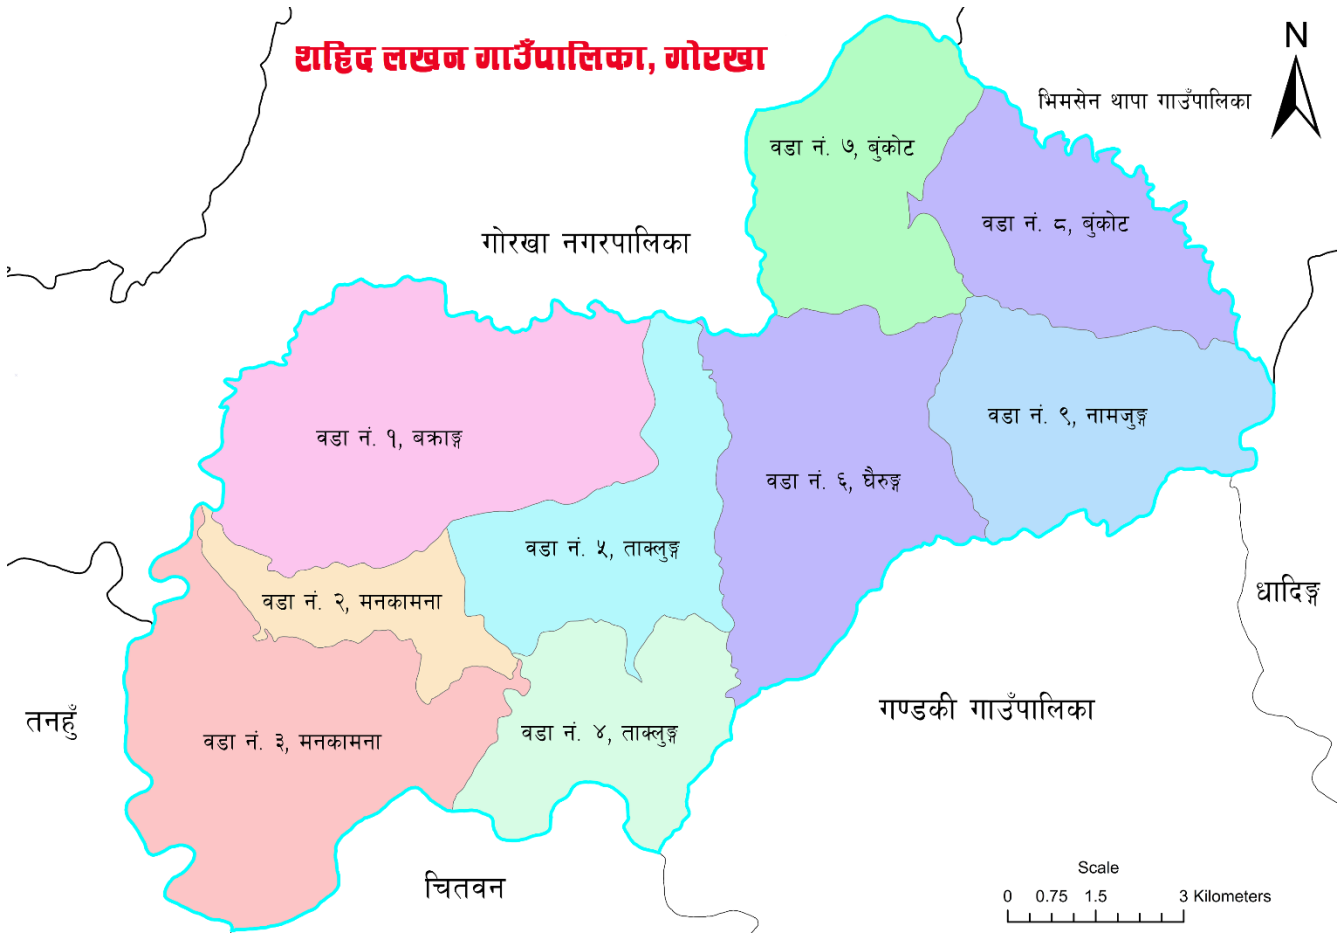 शहिद लखन गाउँपालिका, गोरखा
N
भिमसेन थापा गाउँपालिका
वडा नं. ७, बुंकोट
वडा नं. ८, बुंकोट
गोरखा नगरपालिका
वडा नं. ९, नामजुङ्ग
वडा नं. १, बक्राङ्ग
वडा नं. ६, घैरुङ्ग
वडा नं. ५, ताक्लुङ्ग
धादिङ्ग
वडा नं. २, मनकामना
गण्डकी गाउँपालिका
तनहुँ
वडा नं. ४, ताक्लुङ्ग
वडा नं. ३, मनकामना
चितवन
Scale
0 0.75 1.5 3 Kilometers